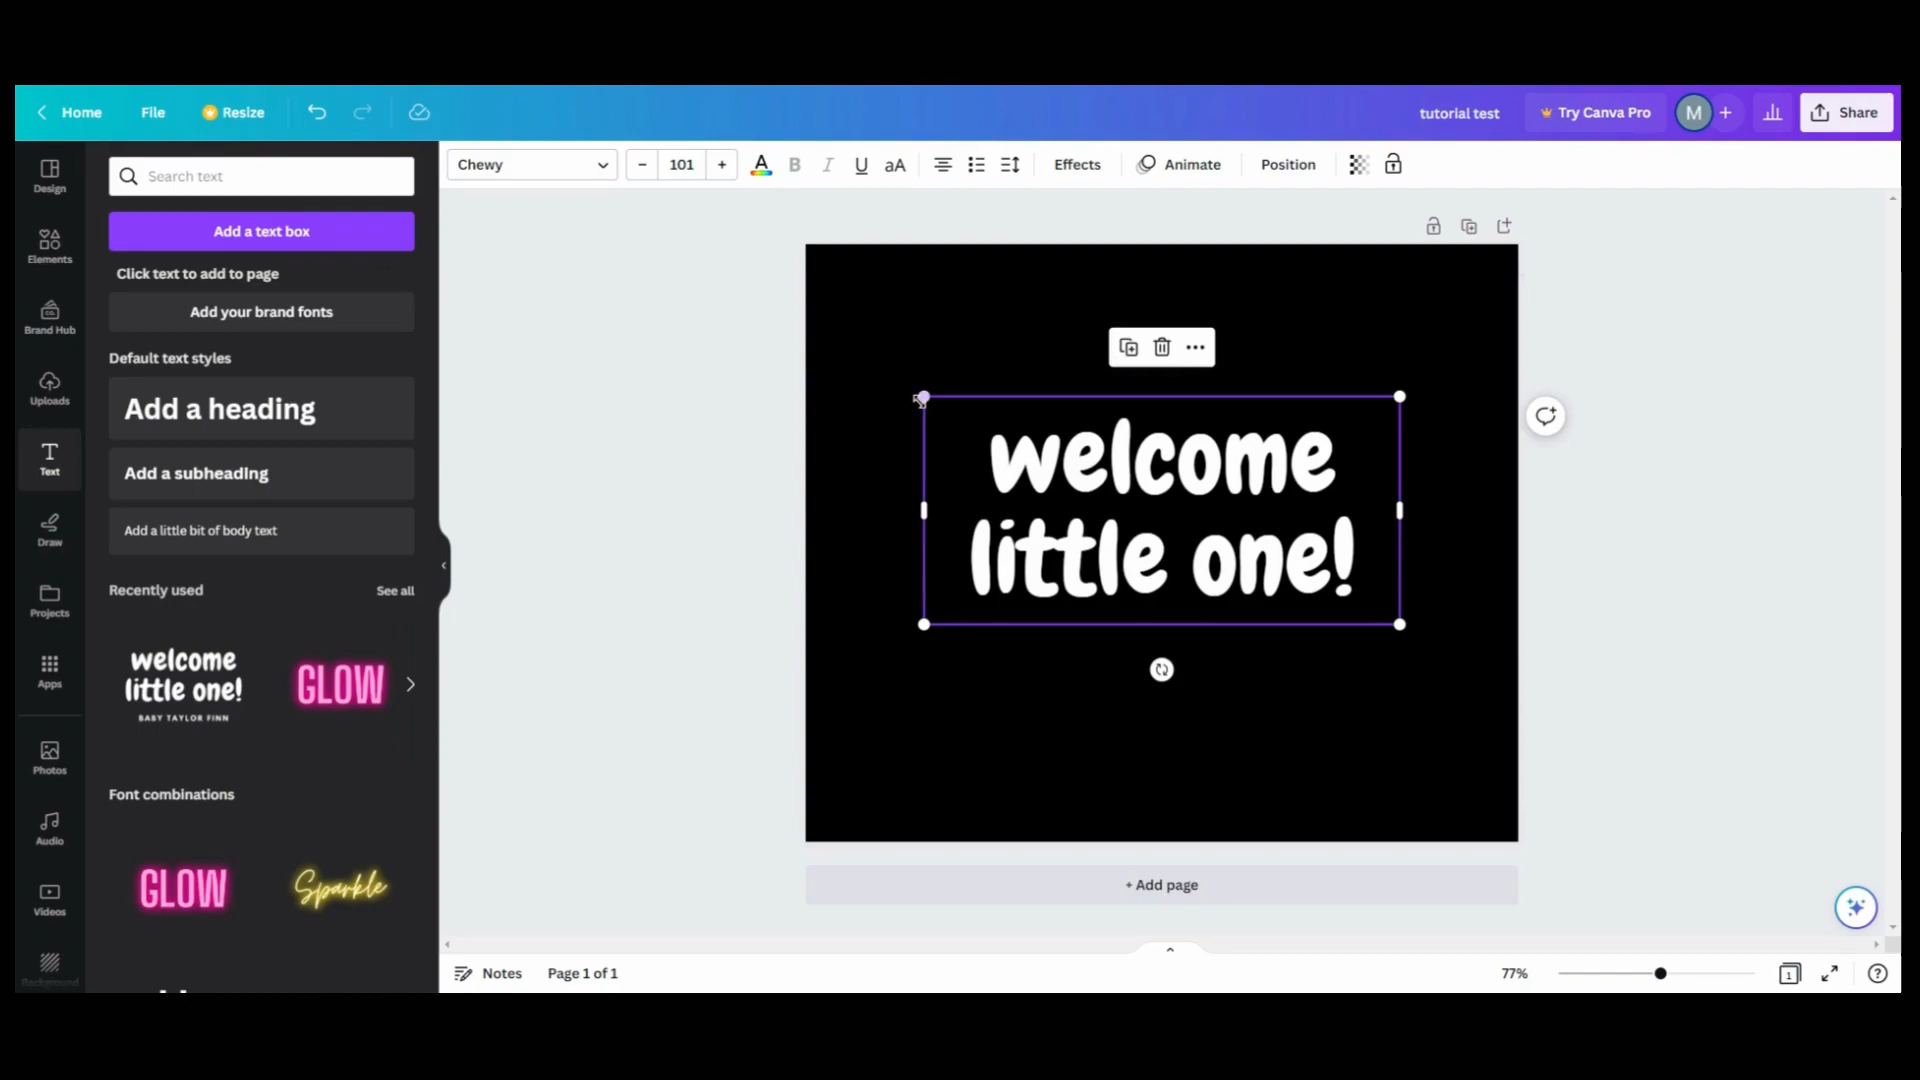 Home File Resize tutorial test Try Canva Pro M + Share
Design
Elements
Brand Hub
Uploads
Text
Draw
Projects
Apps
Photos
Audio
Videos
Background
Search text
Add a text box
Click text to add to page
Add your brand fonts
Default text styles
Add a heading
Add a subheading
Add a little bit of body text
Recently used See all
welcome
little one!
BABY TAYLOR FINN
GLOW
Font combinations
GLOW
Sparkle
Chewy − 101 + A B I U aA Effects Animate Position
welcome
little one!
+ Add page
Notes Page 1 of 1 77% 1 ?